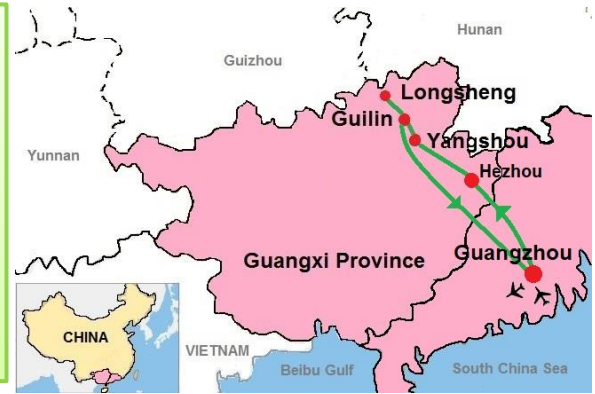 Hunan
Guizhou
Longsheng
Guilin
Yangshou
Yunnan
Hezhou
Guangzhou
Guangxi Province
CHINA
VIETNAM
Beibu Gulf
South China Sea